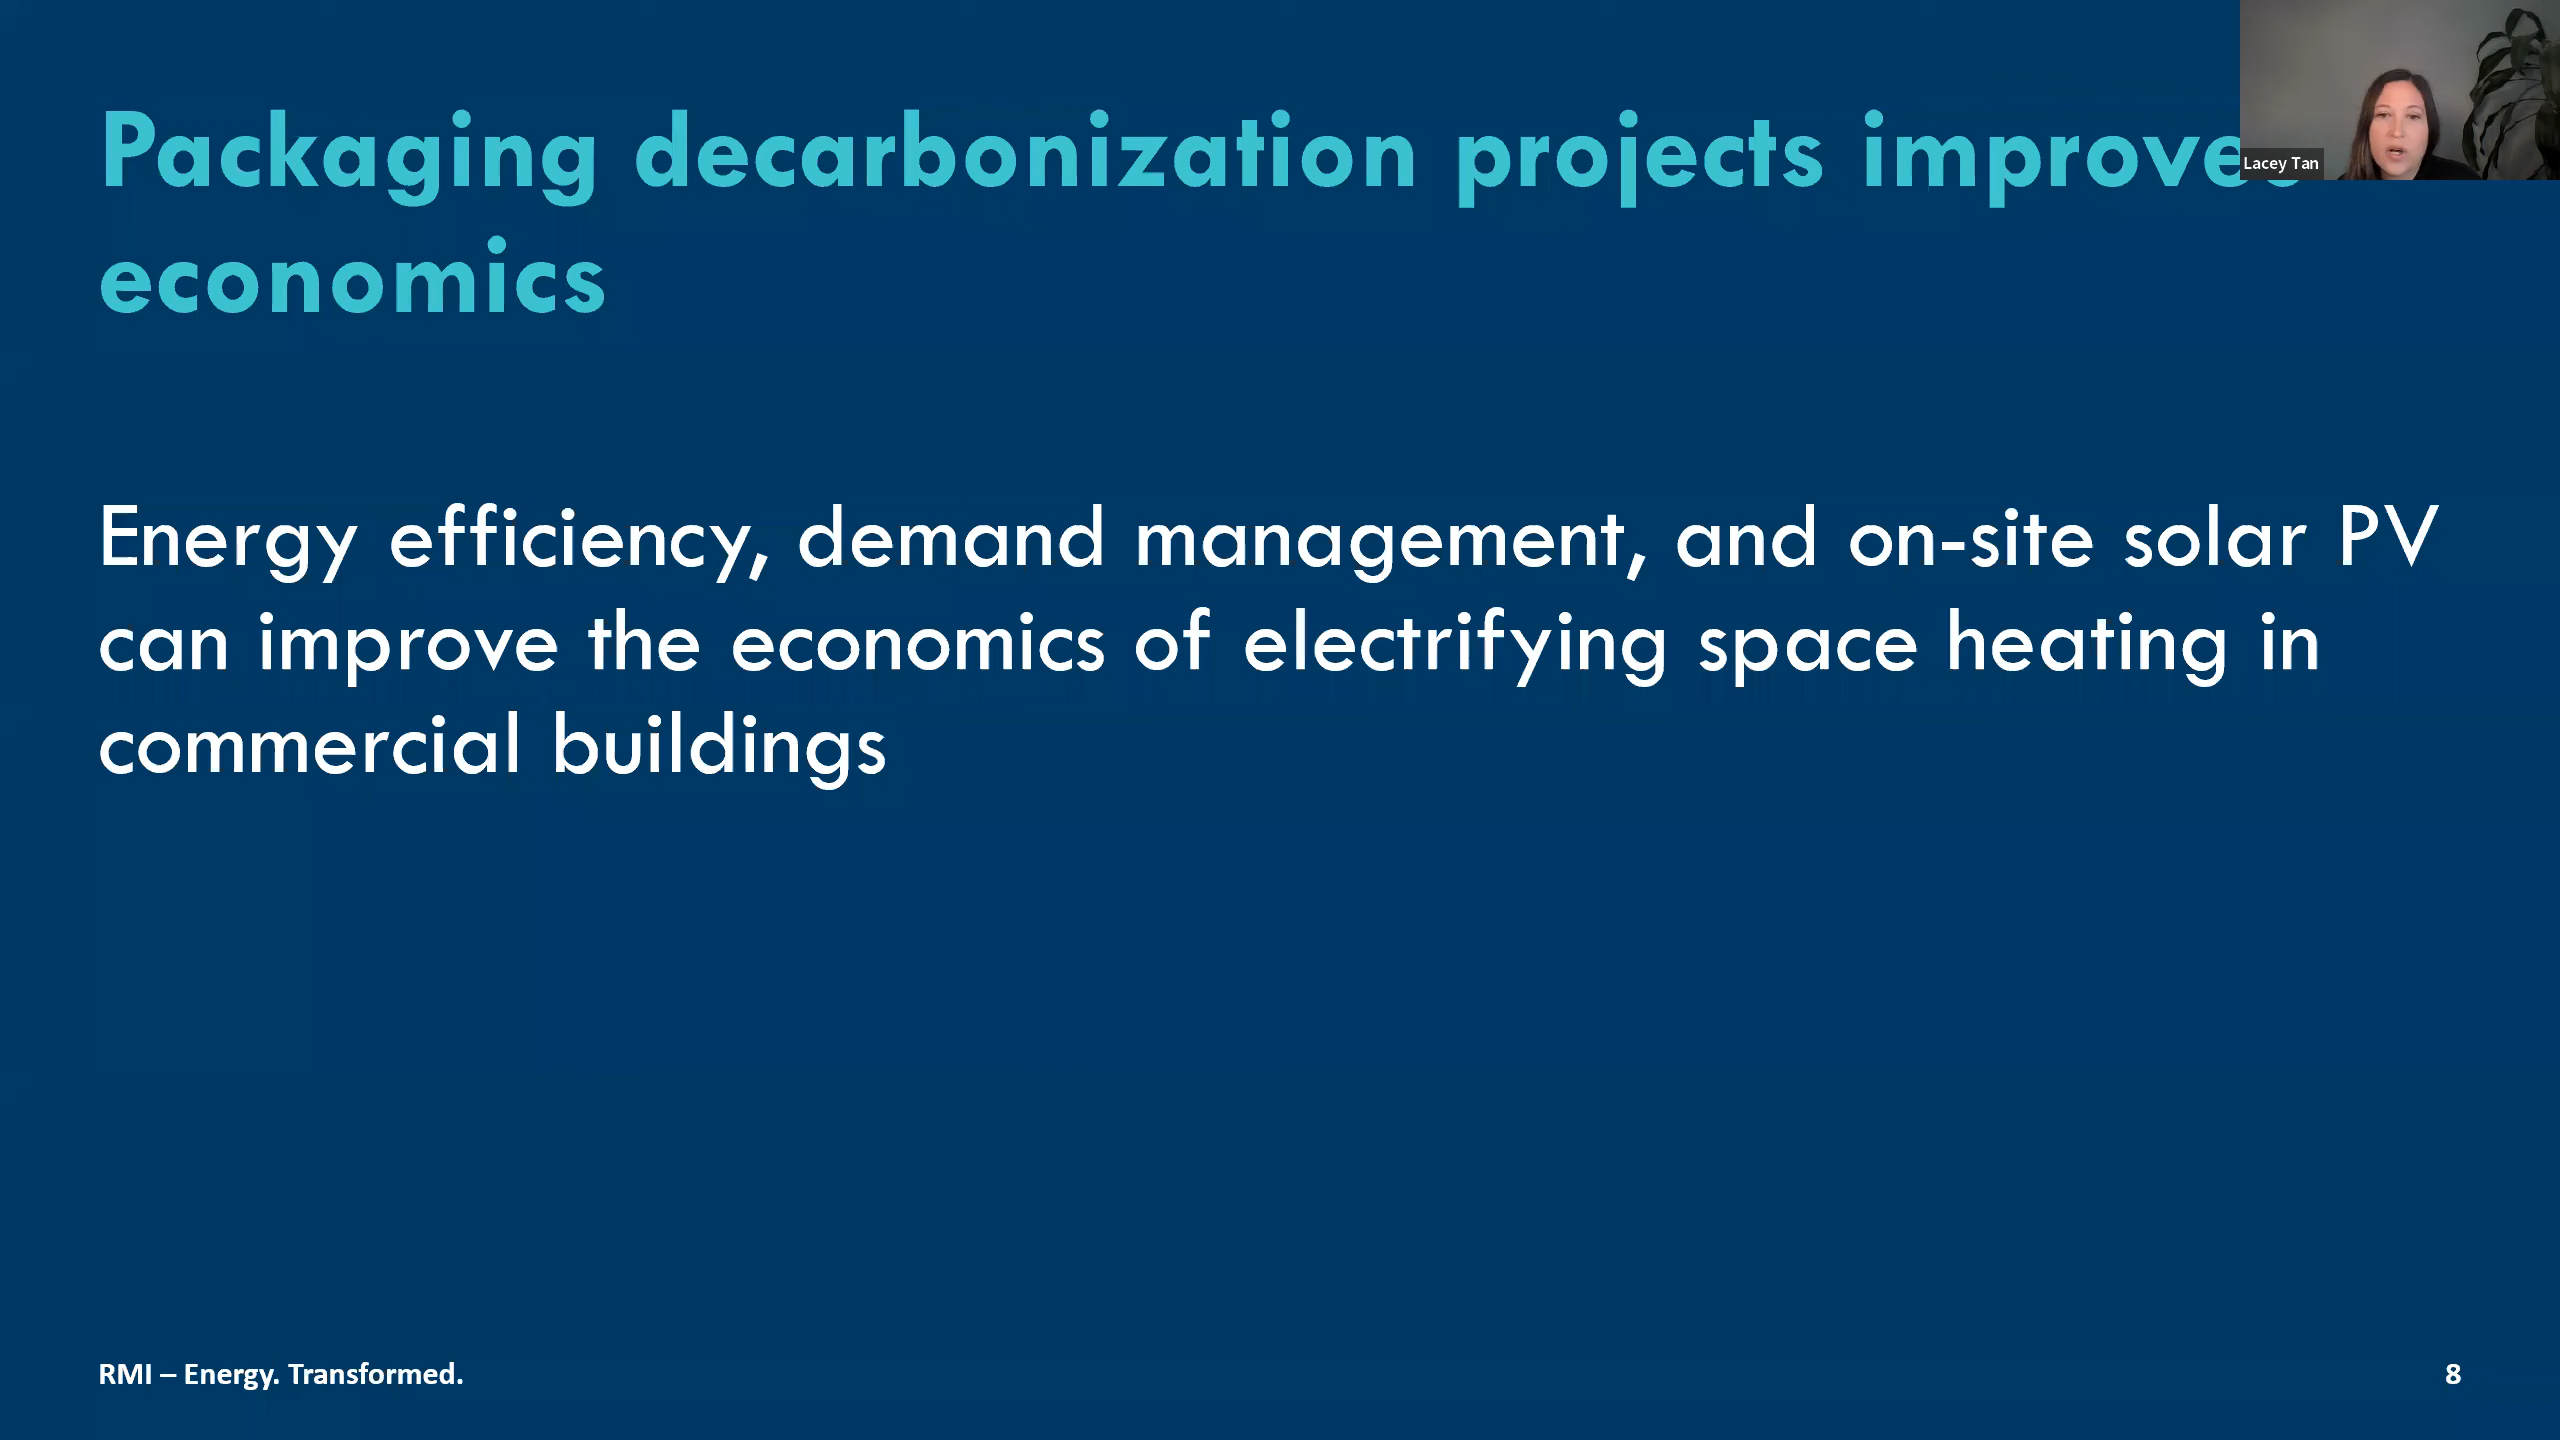 Packaging decarbonization projects improves
economics
Lacey Tan
Energy efficiency, demand management, and on-site solar PV
can improve the economics of electrifying space heating in
commercial buildings
RMI – Energy. Transformed.
8